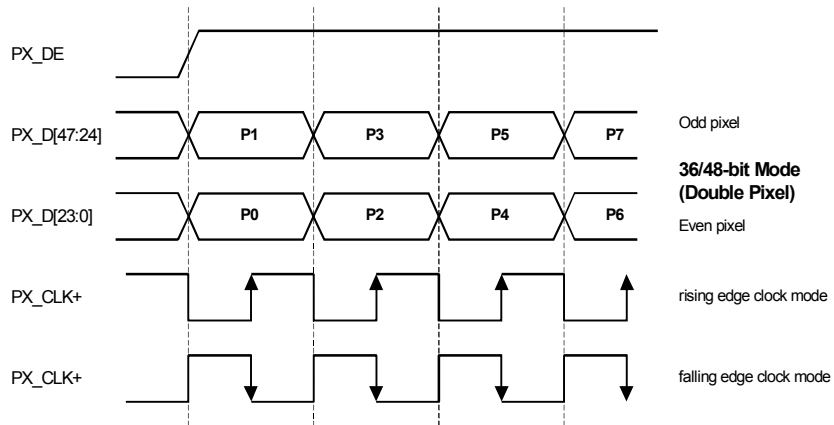 PX_DE
PX_D[47:24] P1 P3 P5 P7 Odd pixel
36/48-bit Mode
(Double Pixel)
PX_D[23:0] P0 P2 P4 P6 Even pixel
PX_CLK+ rising edge clock mode
PX_CLK+ falling edge clock mode